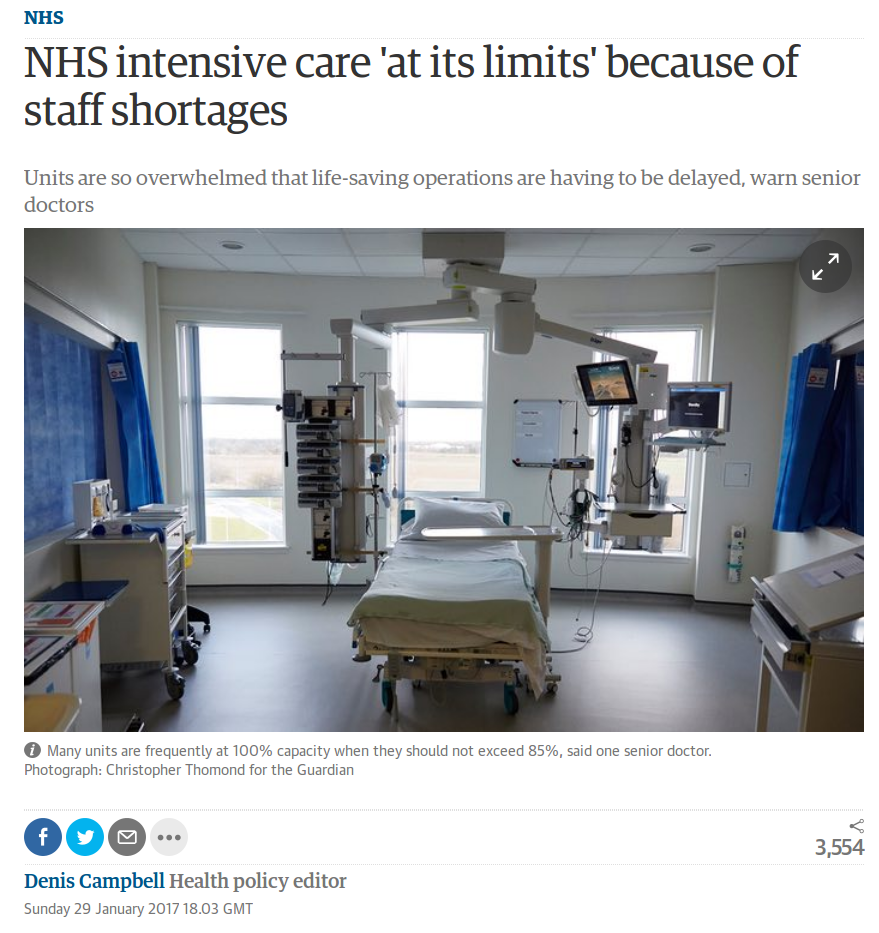 NHS
NHS intensive care 'at its limits' because of
staff shortages
Units are so overwhelmed that life-saving operations are having to be delayed, warn senior
doctors
Many units are frequently at 100% capacity when they should not exceed 85%, said one senior doctor.
Photograph: Christopher Thomond for the Guardian
3,554
Denis Campbell Health policy editor
Sunday 29 January 2017 18.03 GMT